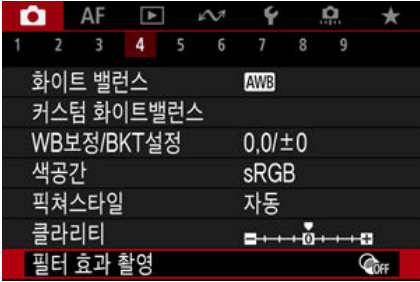 AF
1 2 3 4 5 6 7 8 9
화이트 밸런스 AWB
커스텀 화이트밸런스
WB보정/BKT설정 0,0/±0
색공간 sRGB
픽쳐스타일 자동
클라리티 0
필터 효과 촬영 OFF